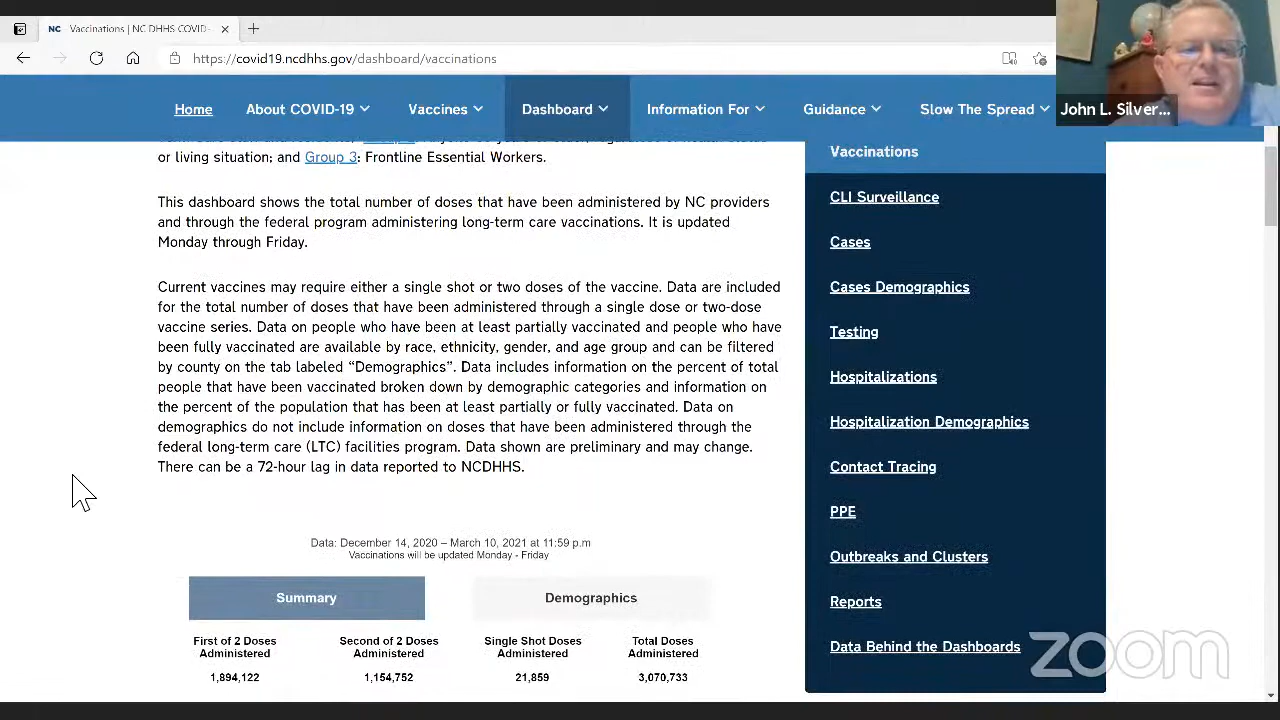 NC Vaccinations | NC DHHS COVID-
https://covid19.ncdhhs.gov/dashboard/vaccinations
Home About COVID-19 Vaccines Dashboard Information For Guidance Slow The Spread
John L. Silver...
or living situation; and Group 3: Frontline Essential Workers.
This dashboard shows the total number of doses that have been administered by NC providers
and through the federal program administering long-term care vaccinations. It is updated
Monday through Friday.
Current vaccines may require either a single shot or two doses of the vaccine. Data are included
for the total number of doses that have been administered through a single dose or two-dose
vaccine series. Data on people who have been at least partially vaccinated and people who have
been fully vaccinated are available by race, ethnicity, gender, and age group and can be filtered
by county on the tab labeled “Demographics”. Data includes information on the percent of total
people that have been vaccinated broken down by demographic categories and information on
the percent of the population that has been at least partially or fully vaccinated. Data on
demographics do not include information on doses that have been administered through the
federal long-term care (LTC) facilities program. Data shown are preliminary and may change.
There can be a 72-hour lag in data reported to NCDHHS.
Data: December 14, 2020 – March 10, 2021 at 11:59 p.m
Vaccinations will be updated Monday - Friday
Summary Demographics
First of 2 Doses Second of 2 Doses Single Shot Doses Total Doses
Administered Administered Administered Administered
1,894,122 1,154,752 21,859 3,070,733
Vaccinations
CLI Surveillance
Cases
Cases Demographics
Testing
Hospitalizations
Hospitalization Demographics
Contact Tracing
PPE
Outbreaks and Clusters
Reports
Data Behind the Dashboards
zoom